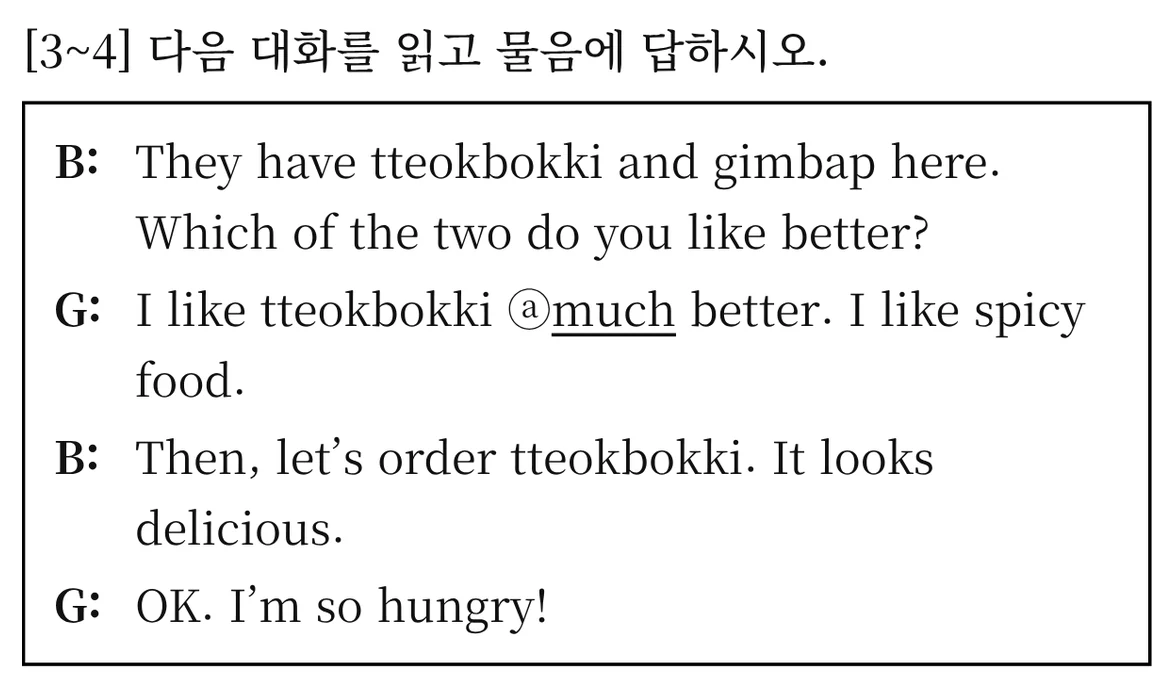 [3~4] 다음 대화를 읽고 물음에 답하시오.
B: They have tteokbokki and gimbap here.
Which of the two do you like better?
G: I like tteokbokki ⓐmuch better. I like spicy
food.
B: Then, let’s order tteokbokki. It looks
delicious.
G: OK. I’m so hungry!